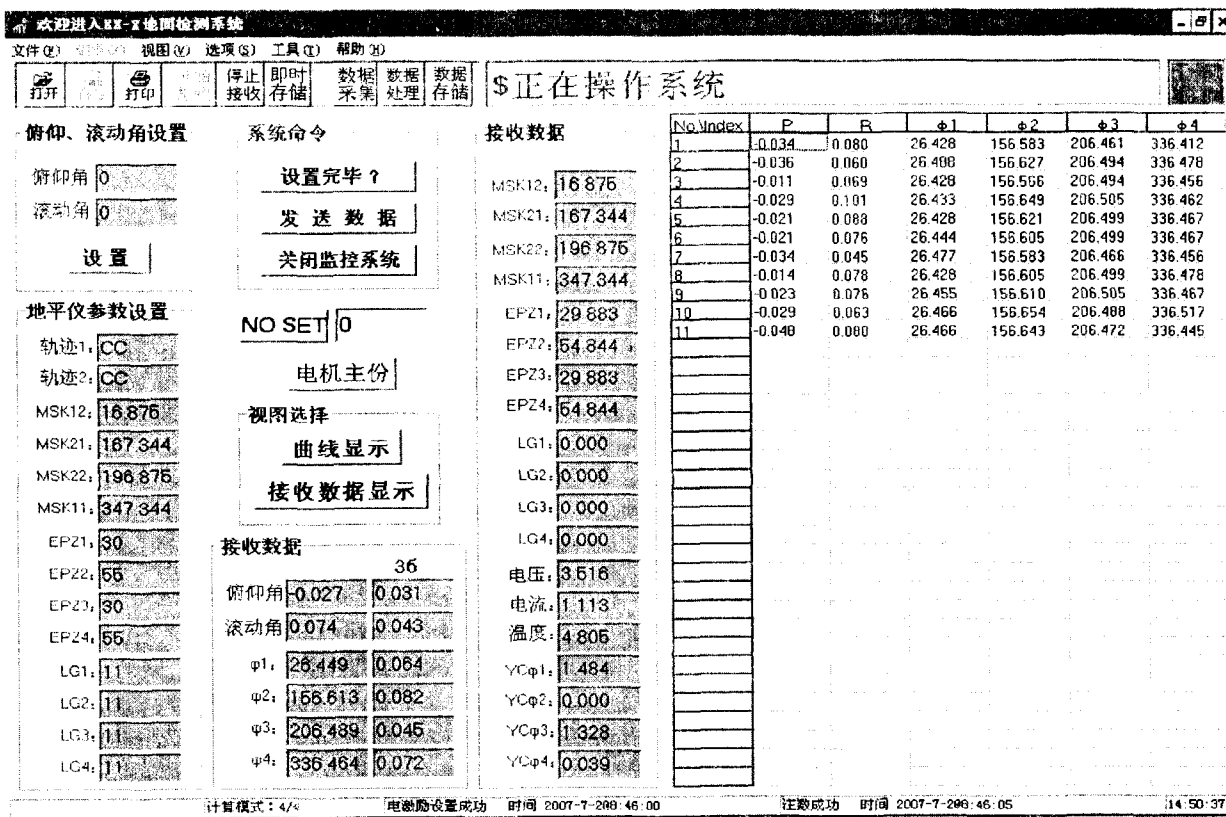 欢迎进入XX-X地面检测系统
文件(F) 视图(V) 选项(S) 工具(T) 帮助(H)
打开 打印 停止接收 即时存储 数据采集 数据处理 数据存储 $正在操作系统
俯仰、滚动角设置
俯仰角 0
滚动角 0
设置
地平仪参数设置
轨迹1: CC
轨迹2: CC
MSK12: 16.875
MSK21: 167.344
MSK22: 196.875
MSK11: 347.344
EPZ1: 30
EPZ2: 55
EPZ3: 30
EPZ4: 55
LG1: 11
LG2: 11
LG3: 11
LG4: 11
系统命令
设置完毕?
发送数据
关闭监控系统
NO SET 0
电机主份
视图选择
曲线显示
接收数据显示
接收数据
36
俯仰角 -0.027 0.031
滚动角 0.074 0.043
φ1: 26.449 0.064
φ2: 156.613 0.082
φ3: 206.489 0.045
φ4: 336.464 0.072
接收数据
MSK12: 16.875
MSK21: 167.344
MSK22: 196.875
MSK11: 347.344
EPZ1: 29.883
EPZ2: 54.844
EPZ3: 29.883
EPZ4: 54.844
LG1: 0.000
LG2: 0.000
LG3: 0.000
LG4: 0.000
电压: 3.516
电流: 1.113
温度: 4.805
YCφ1: 1.484
YCφ2: 0.000
YCφ3: 1.328
YCφ4: 0.039
No.\Index P R φ1 φ2 φ3 φ4
1 -0.034 0.080 26.428 156.583 206.461 336.412
2 -0.036 0.060 26.488 156.627 206.494 336.478
3 -0.011 0.069 26.428 156.566 206.494 336.456
4 -0.029 0.101 26.433 156.649 206.505 336.462
5 -0.021 0.088 26.428 156.621 206.499 336.467
6 -0.021 0.076 26.444 156.605 206.499 336.467
7 -0.034 0.045 26.477 156.583 206.466 336.456
8 -0.014 0.078 26.428 156.605 206.499 336.478
9 -0.023 0.076 26.455 156.610 206.505 336.467
10 -0.029 0.063 26.466 156.654 206.488 336.517
11 -0.048 0.080 26.466 156.643 206.472 336.445
计算模式:4/4 电激励设置成功 时间 2007-7-208:46:00 注数成功 时间 2007-7-208:46:05 14:50:37